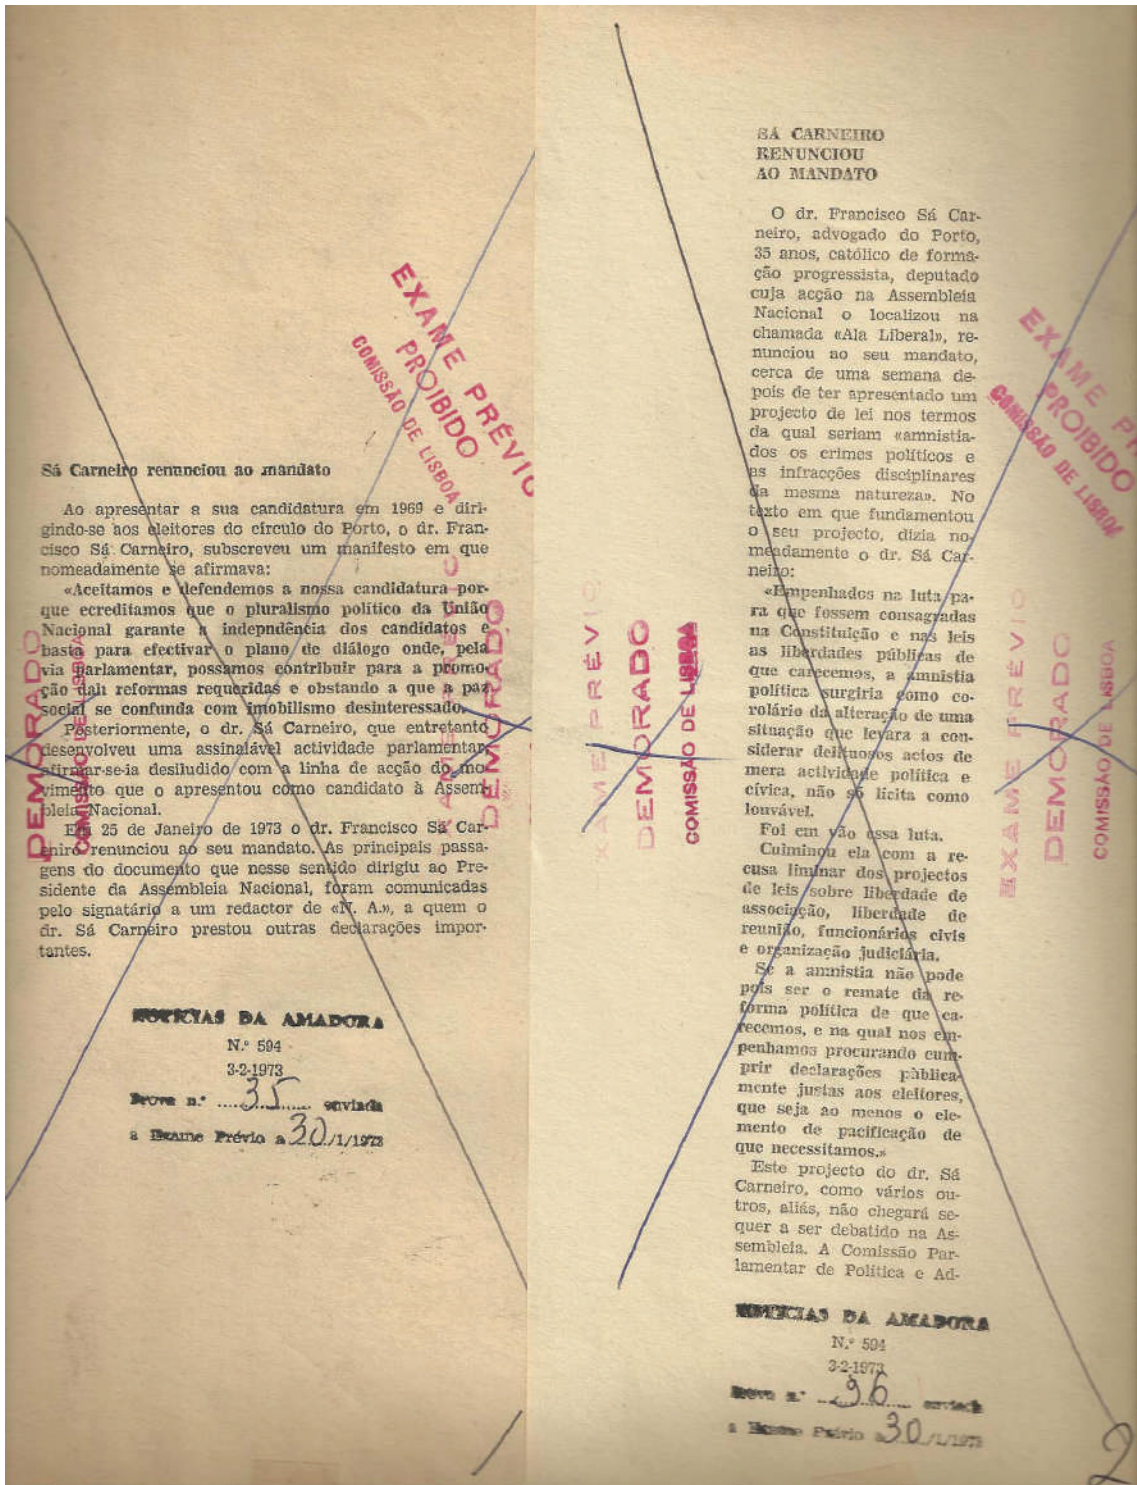 EXAME PRÉVIO
PROIBIDO
COMISSÃO DE LISBOA
Sá Carneiro renunciou ao mandato
Ao apresentar a sua candidatura em 1969 e diri-
gindo-se aos eleitores do círculo do Porto, o dr. Fran-
cisco Sá Carneiro, subscreveu um manifesto em que
nomeadamente se afirmava:
«Aceitamos e defendemos a nossa candidatura por-
que ecreditamos que o pluralismo político da União
Nacional garante a indepndência dos candidatos e
basta para efectivar o plano de diálogo onde, pela
via parlamentar, possamos contribuir para a promo-
ção dali reformas requeridas e obstando a que a paz
social se confunda com imobilismo desinteressado.
Posteriormente, o dr. Sá Carneiro, que entretanto
desenvolveu uma assinalável actividade parlamentar,
afirmar-se-ia desiludido com a linha de acção do mo-
vimento que o apresentou como candidato à Assem-
bleia Nacional.
Em 25 de Janeiro de 1973 o dr. Francisco Sá Car-
eniro renunciou ao seu mandato. As principais passa-
gens do documento que nesse sentido dirigiu ao Pre-
sidente da Assembleia Nacional, foram comunicadas
pelo signatário a um redactor de «N. A.», a quem o
dr. Sá Carneiro prestou outras declarações impor-
tantes.
DEMORADO
COMISSÃO DE LISBOA
DEMORADO
NOTICIAS DA AMADORA
N.º 594
3-2-1973
Prova n.º 35 enviada
a Exame Prévio a 30/1/1973
SÁ CARNEIRO
RENUNCIOU
AO MANDATO
O dr. Francisco Sá Car-
neiro, advogado do Porto,
35 anos, católico de forma-
ção progressista, deputado
cuja acção na Assembleia
Nacional o localizou na
chamada «Ala Liberal», re-
nunciou ao seu mandato,
cerca de uma semana de-
pois de ter apresentado um
projecto de lei nos termos
da qual seriam «amnistia-
dos os crimes políticos e
as infracções disciplinares
da mesma natureza». No
texto em que fundamentou
o seu projecto, dizia no-
meadamente o dr. Sá Car-
neiro:
«Empenhados na luta pa-
ra que fossem consagradas
na Constituição e nas leis
as liberdades públicas de
que carecemos, a amnistia
política surgiria como co-
rolário da alteração de uma
situação que levara a con-
siderar delituosos actos de
mera actividade política e
cívica, não só lícita como
louvável.
Foi em vão essa luta.
Culminou ela com a re-
cusa liminar dos projectos
de leis sobre liberdade de
associação, liberdade de
reunião, funcionários civis
e organização judiciária.
Se a amnistia não pode
pois ser o remate da re-
forma política de que ca-
recemos, e na qual nos em-
penhamos procurando cum-
prir declarações pública-
mente justas aos eleitores,
que seja ao menos o ele-
mento de pacificação de
que necessitamos.»
Este projecto do dr. Sá
Carneiro, como vários ou-
tros, aliás, não chegará se-
quer a ser debatido na As-
sembleia. A Comissão Par-
lamentar de Política e Ad-
EXAME PR
PROIBIDO
COMISSÃO DE LISBOA
EXAME PRÉVIO
DEMORADO
COMISSÃO DE LISBOA
EXAME PRÉVIO
DEMORADO
COMISSÃO DE LISBOA
NOTICIAS DA AMADORA
N.º 594
3-2-1973
Prova n.º 36 enviada
a Exame Prévio a 30/1/1973
2